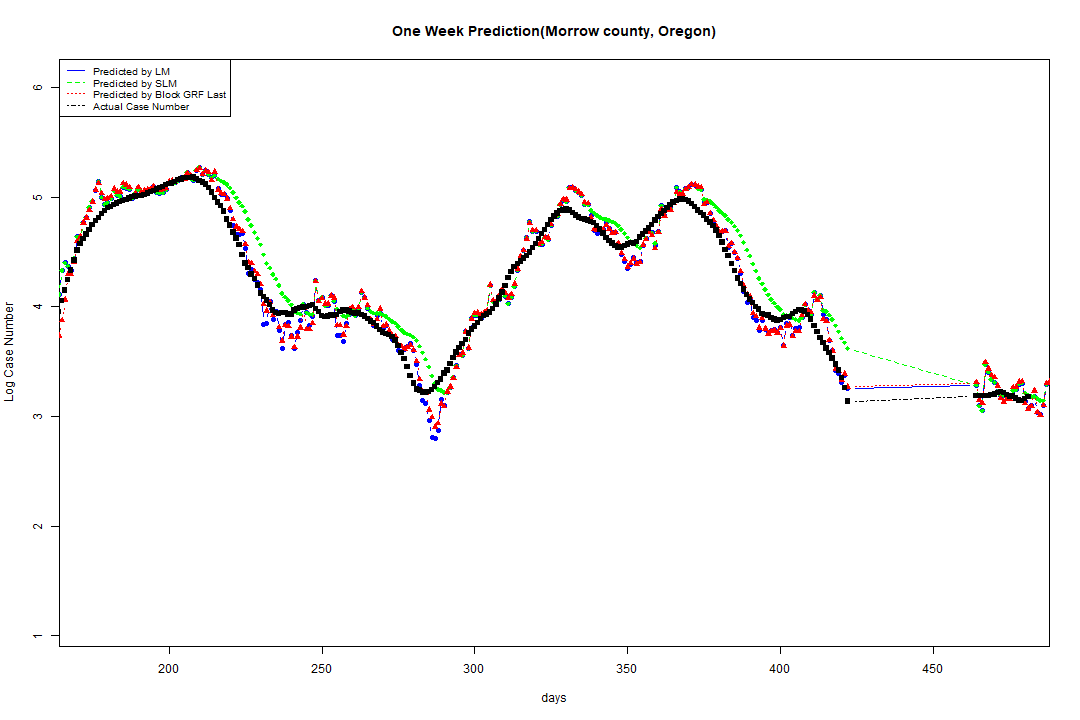 One Week Prediction(Morrow county, Oregon)
Predicted by LM
Predicted by SLM
Predicted by Block GRF Last
Actual Case Number
Log Case Number
6
5
4
3
2
1
200 250 300 350 400 450
days